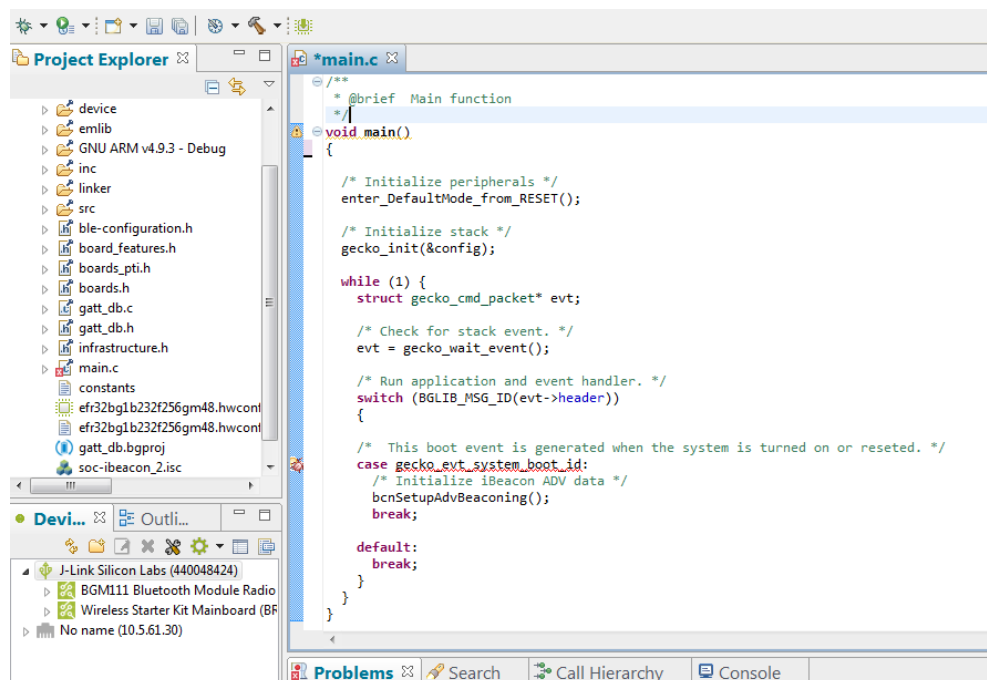 Project Explorer
device
emlib
GNU ARM v4.9.3 - Debug
inc
linker
src
ble-configuration.h
board_features.h
boards_pti.h
boards.h
gatt_db.c
gatt_db.h
infrastructure.h
main.c
constants
efr32bg1b232f256gm48.hwconf
efr32bg1b232f256gm48.hwconf
gatt_db.bgproj
soc-ibeacon_2.isc
Devi... Outli...
J-Link Silicon Labs (440048424)
BGM111 Bluetooth Module Radio
Wireless Starter Kit Mainboard (BR
No name (10.5.61.30)
*main.c
/**
* @brief Main function
*/
void main()
{
/* Initialize peripherals */
enter_DefaultMode_from_RESET();
/* Initialize stack */
gecko_init(&config);
while (1) {
struct gecko_cmd_packet* evt;
/* Check for stack event. */
evt = gecko_wait_event();
/* Run application and event handler. */
switch (BGLIB_MSG_ID(evt->header))
{
/* This boot event is generated when the system is turned on or reseted. */
case gecko_evt_system_boot_id:
/* Initialize iBeacon ADV data */
bcnSetupAdvBeaconing();
break;
default:
break;
}
}
}
Problems Search Call Hierarchy Console